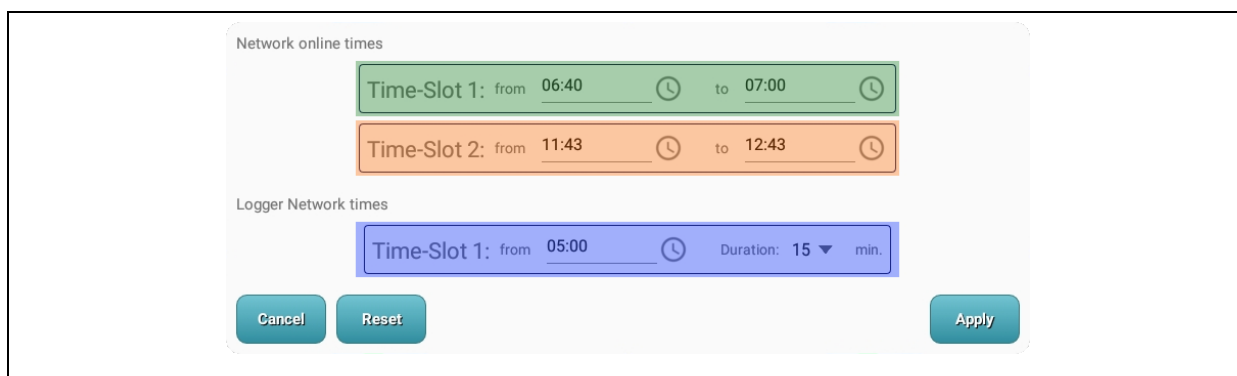 Network online times
Time-Slot 1: from 06:40 to 07:00
Time-Slot 2: from 11:43 to 12:43
Logger Network times
Time-Slot 1: from 05:00 Duration: 15 min.
Cancel Reset Apply